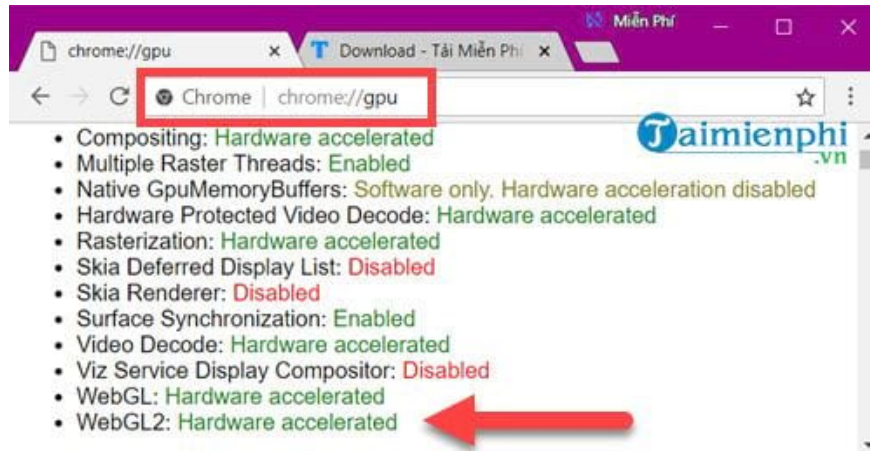 Miễn Phí
chrome://gpu
Download - Tải Miễn Phí
Chrome | chrome://gpu
Taimienphi
.vn
• Compositing: Hardware accelerated
• Multiple Raster Threads: Enabled
• Native GpuMemoryBuffers: Software only. Hardware acceleration disabled
• Hardware Protected Video Decode: Hardware accelerated
• Rasterization: Hardware accelerated
• Skia Deferred Display List: Disabled
• Skia Renderer: Disabled
• Surface Synchronization: Enabled
• Video Decode: Hardware accelerated
• Viz Service Display Compositor: Disabled
• WebGL: Hardware accelerated
• WebGL2: Hardware accelerated